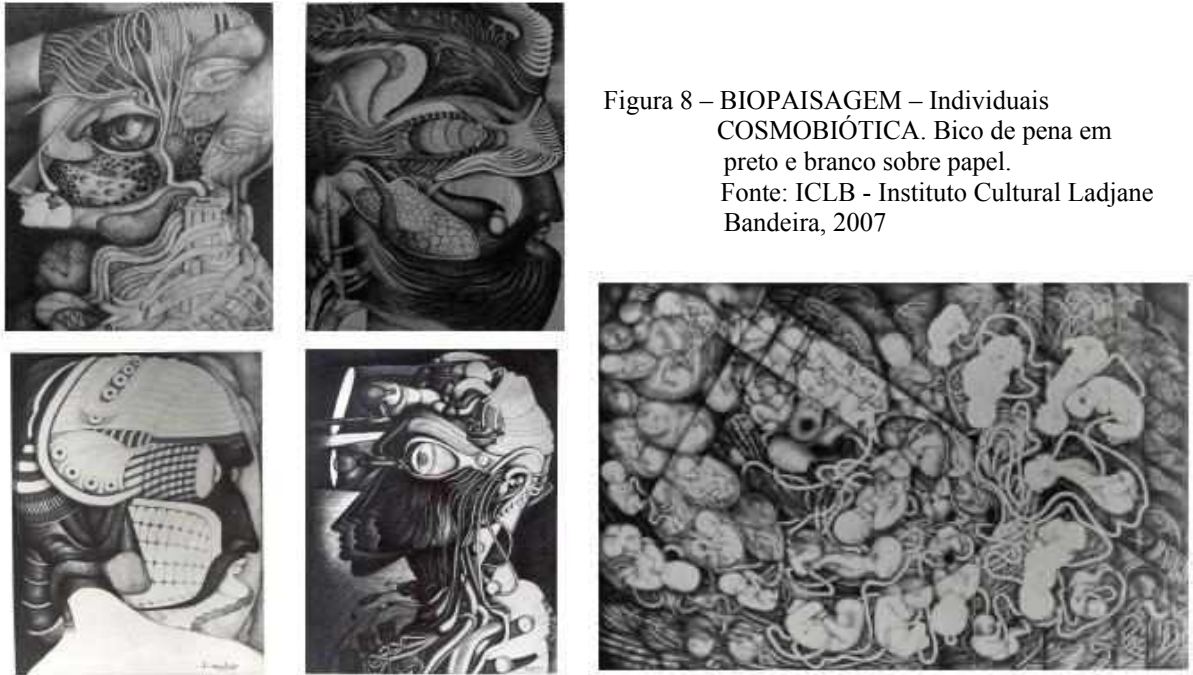 Figura 8 – BIOPAISAGEM – Individuais
COSMOBIÓTICA. Bico de pena em
preto e branco sobre papel.
Fonte: ICLB - Instituto Cultural Ladjane
Bandeira, 2007